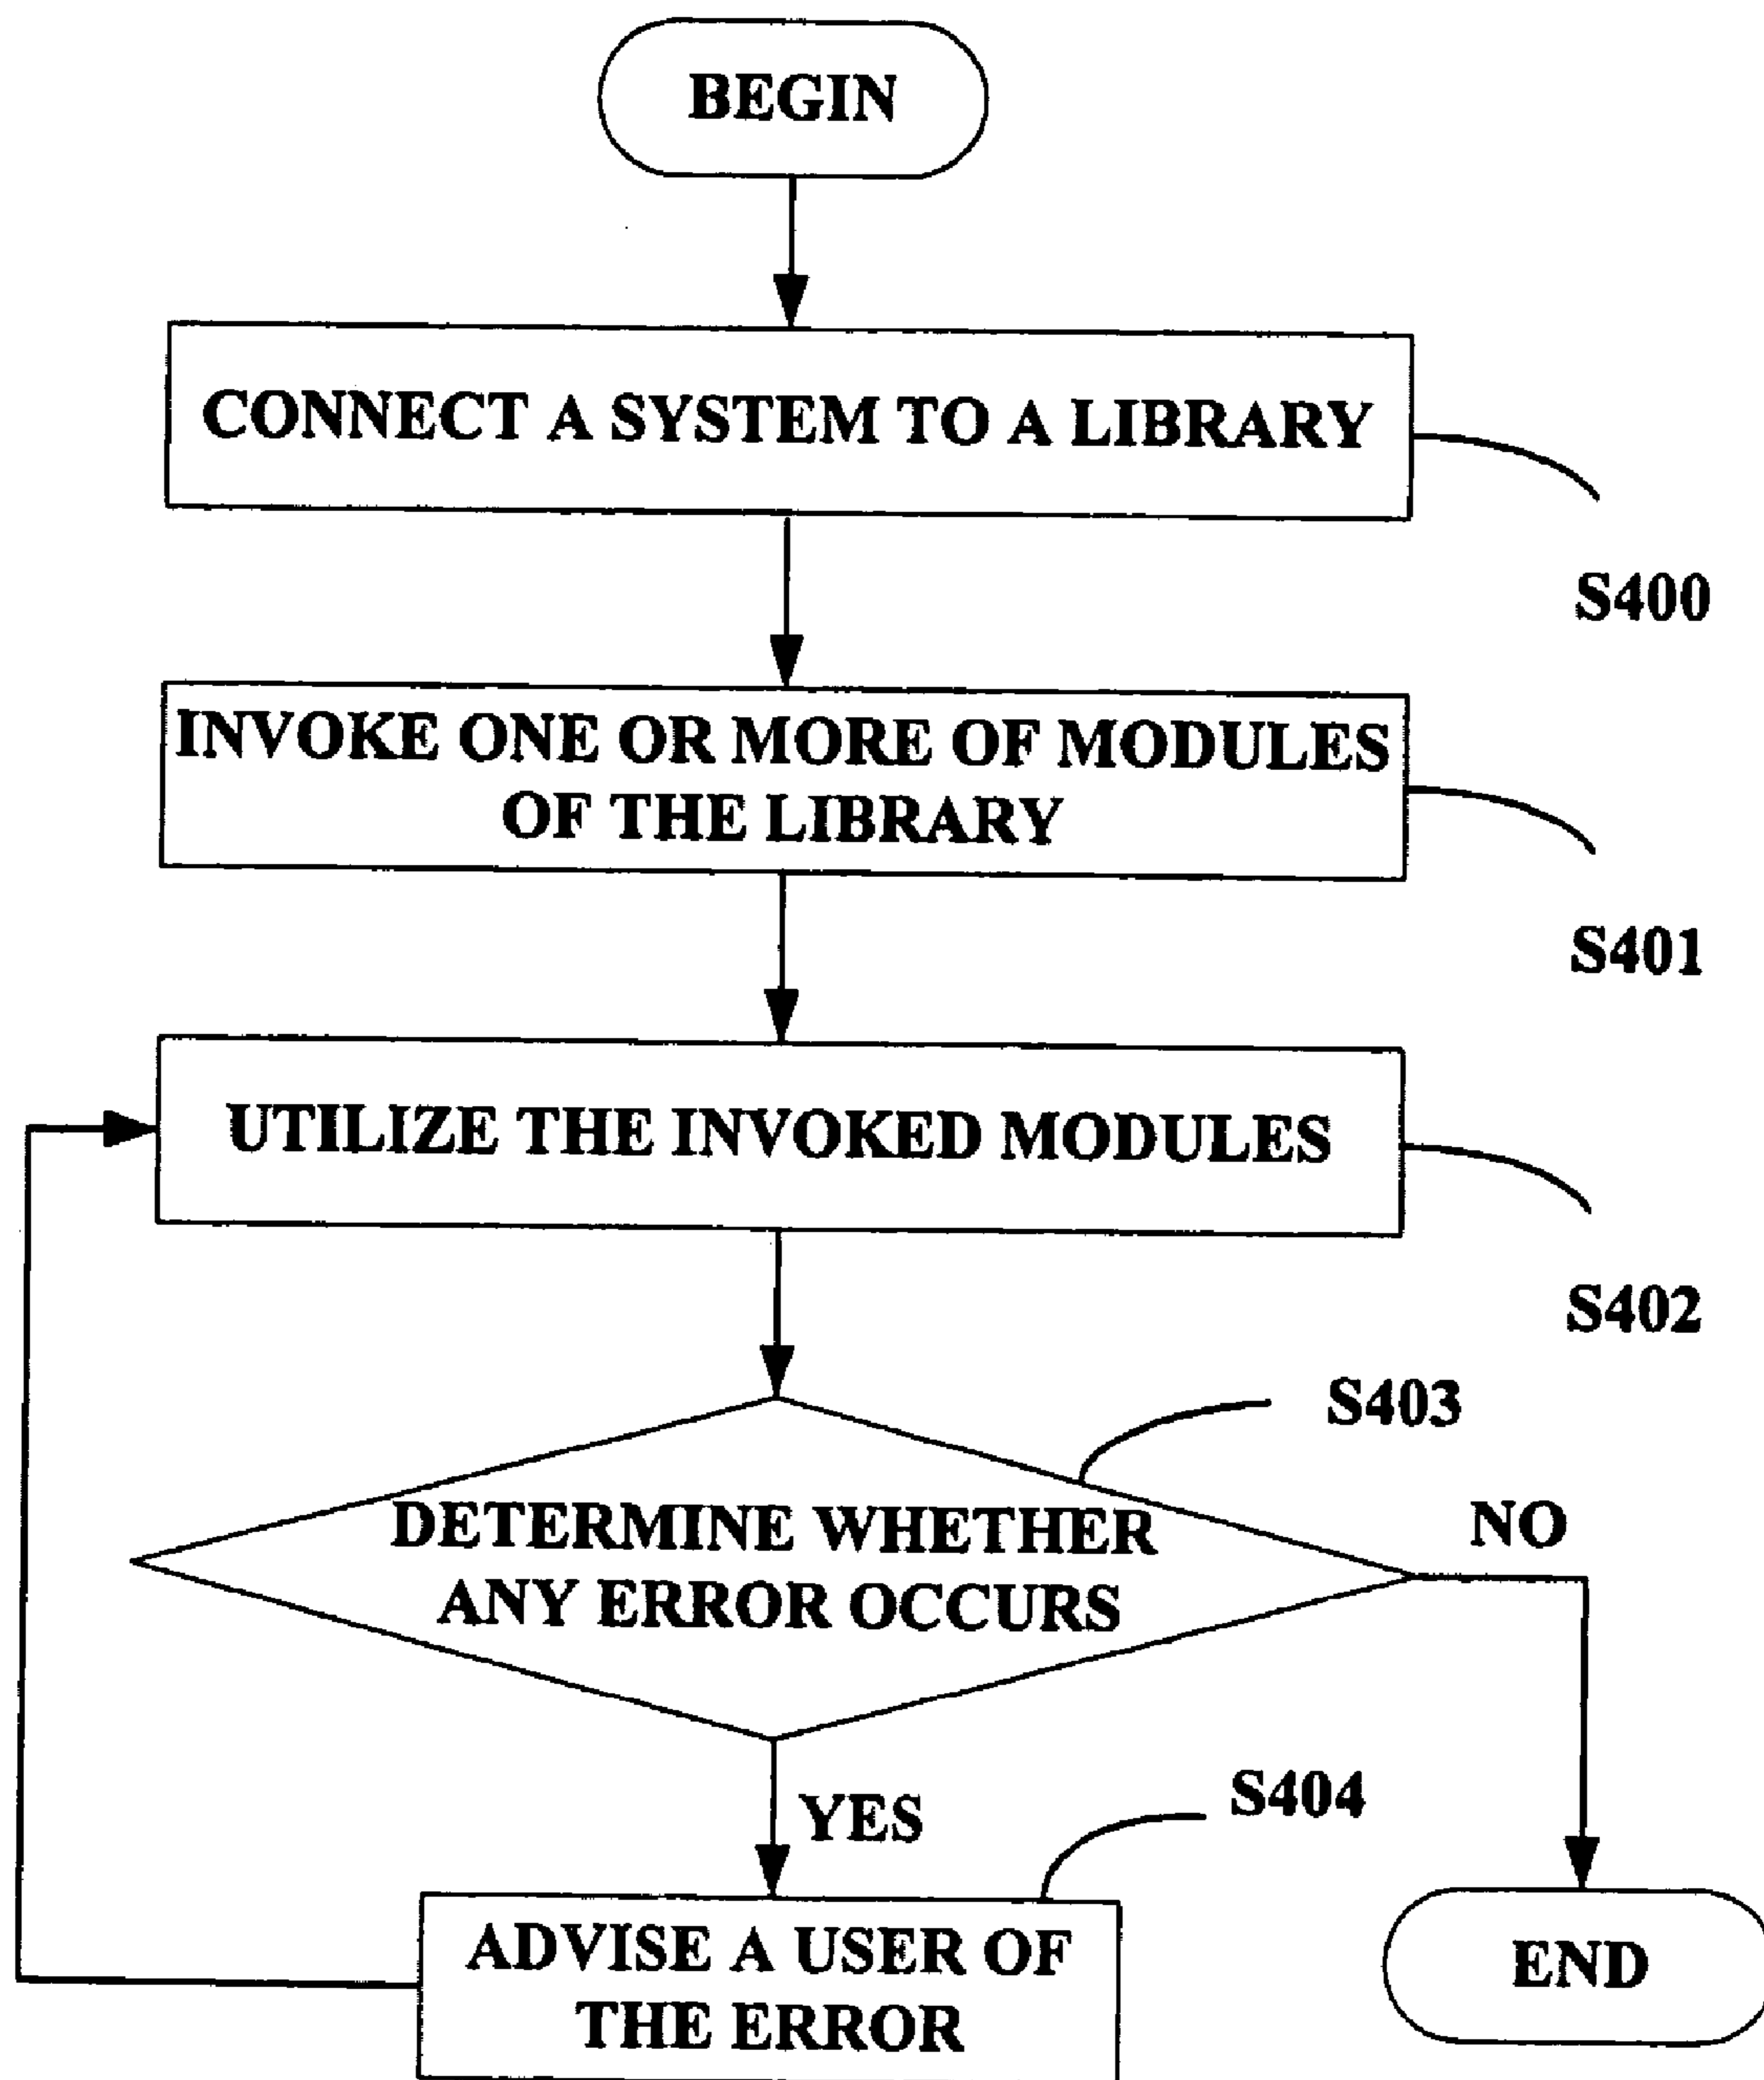 BEGIN
CONNECT A SYSTEM TO A LIBRARY
S400
INVOKE ONE OR MORE OF MODULES
OF THE LIBRARY
S401
UTILIZE THE INVOKED MODULES
S402
S403
DETERMINE WHETHER
ANY ERROR OCCURS
NO
YES
S404
ADVISE A USER OF
THE ERROR
END